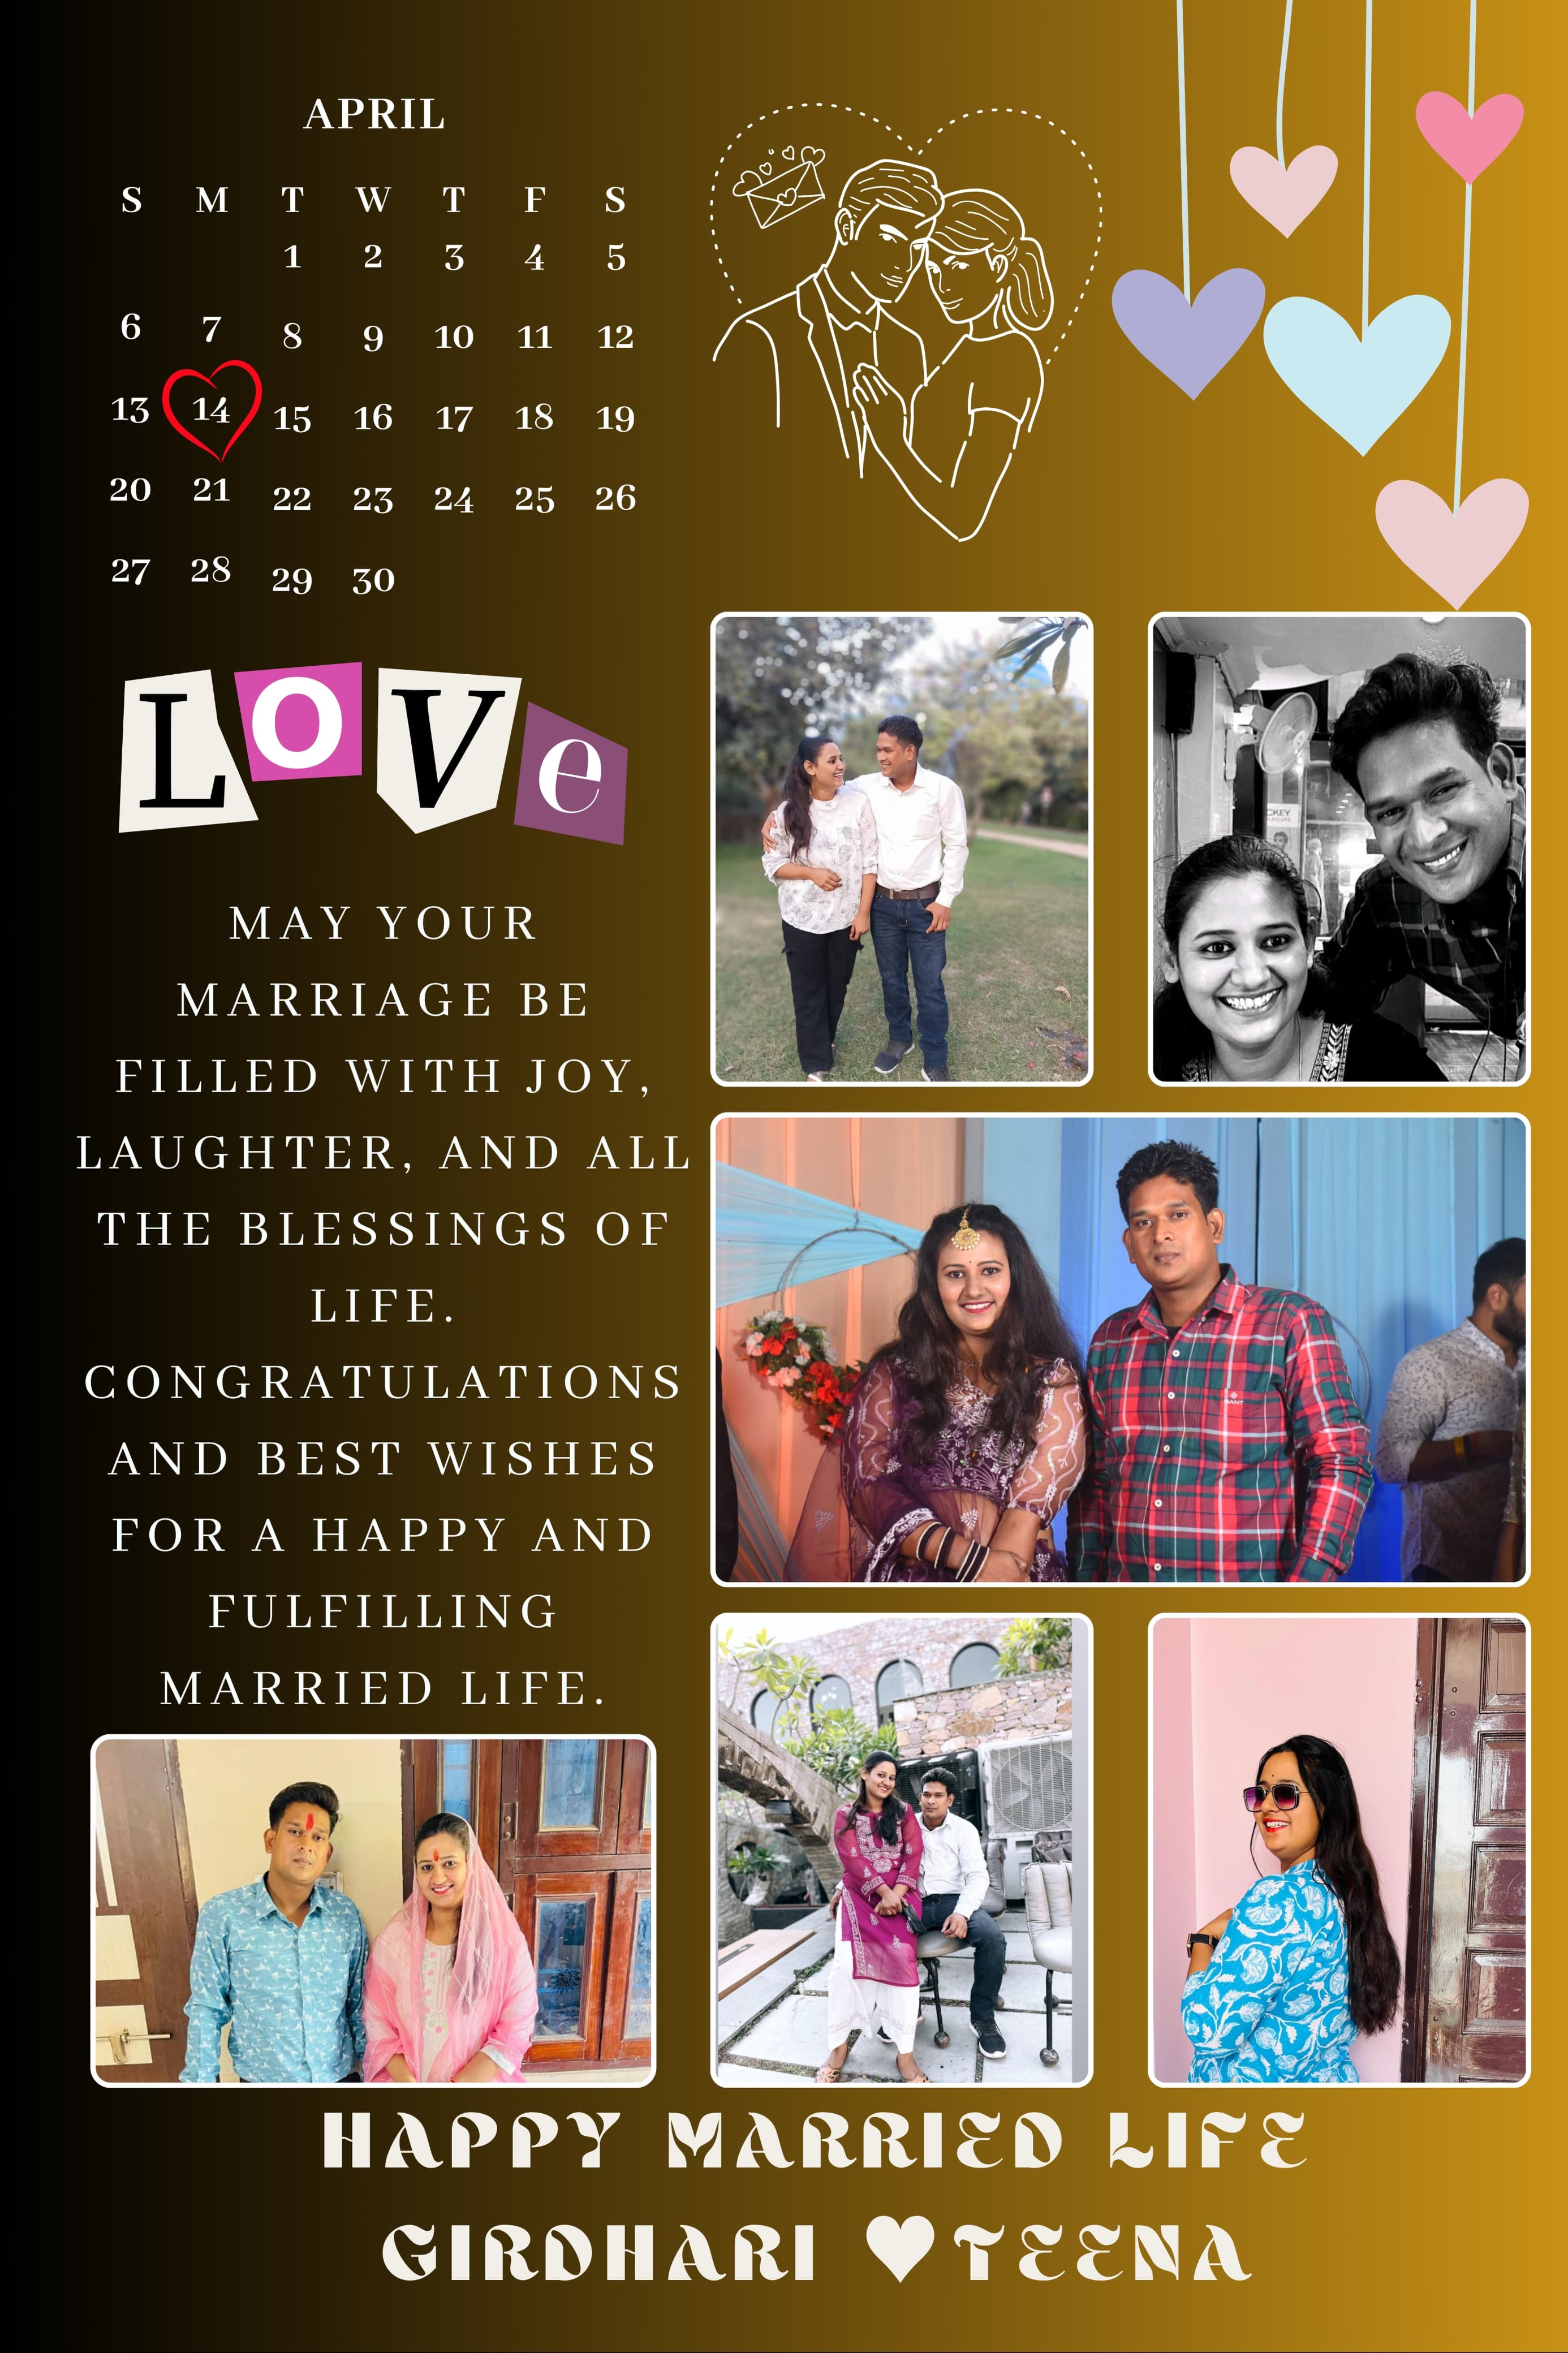 APRIL
S M T W T F S
1 2 3 4 5
6 7 8 9 10 11 12
13 14 15 16 17 18 19
20 21 22 23 24 25 26
27 28 29 30
LOVe
MAY YOUR
MARRIAGE BE
FILLED WITH JOY,
LAUGHTER, AND ALL
THE BLESSINGS OF
LIFE.
CONGRATULATIONS
AND BEST WISHES
FOR A HAPPY AND
FULFILLING
MARRIED LIFE.
CKEY
GANT
HAPPY MARRIED LIFE
GIRDHARI ♥ TEENA